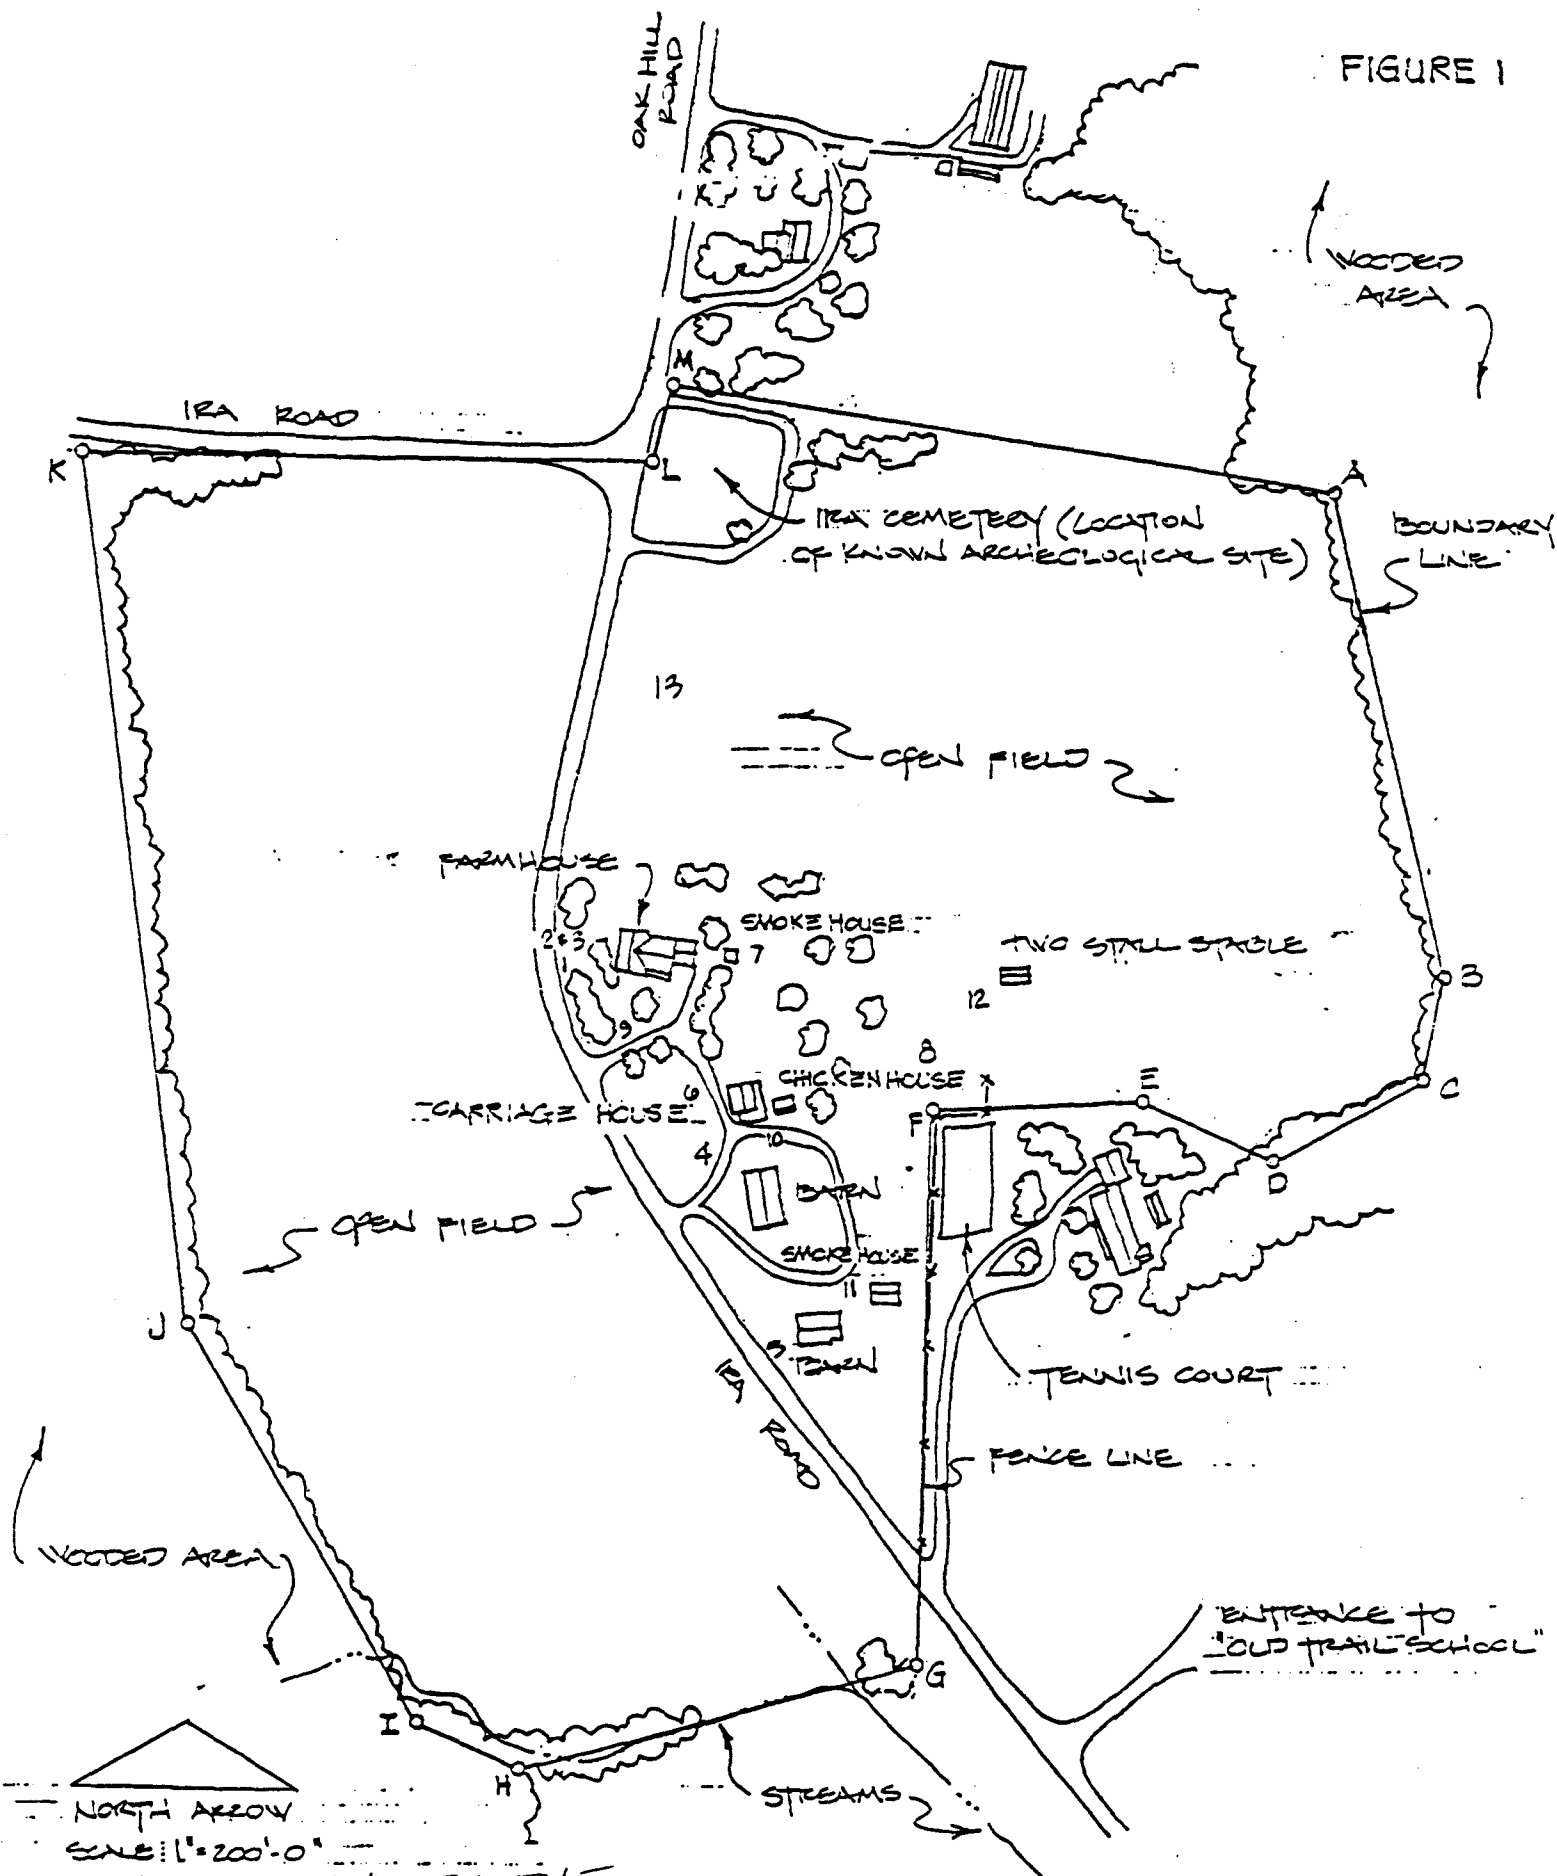 FIGURE 1
OAK HILL
ROAD
WOODED
AREA
M
IRA ROAD
K
L
A
IRA CEMETERY (LOCATION
OF KNOWN ARCHEOLOGICAL SITE)
BOUNDARY
LINE
13
OPEN FIELD
FARMHOUSE
SMOKE HOUSE
2 & 3
7
TWO STALL STABLE
B
12
9
8
CHICKEN HOUSE
E
C
6
CARRIAGE HOUSE
F
10
4
BARN
D
OPEN FIELD
SMOKE HOUSE
11
J
5
BARN
IRA ROAD
TENNIS COURT
FENCE LINE
WOODED AREA
ENTRANCE TO
"OLD TRAIL SCHOOL"
G
I
H
STREAMS
NORTH ARROW
SCALE: 1"=200'-0"